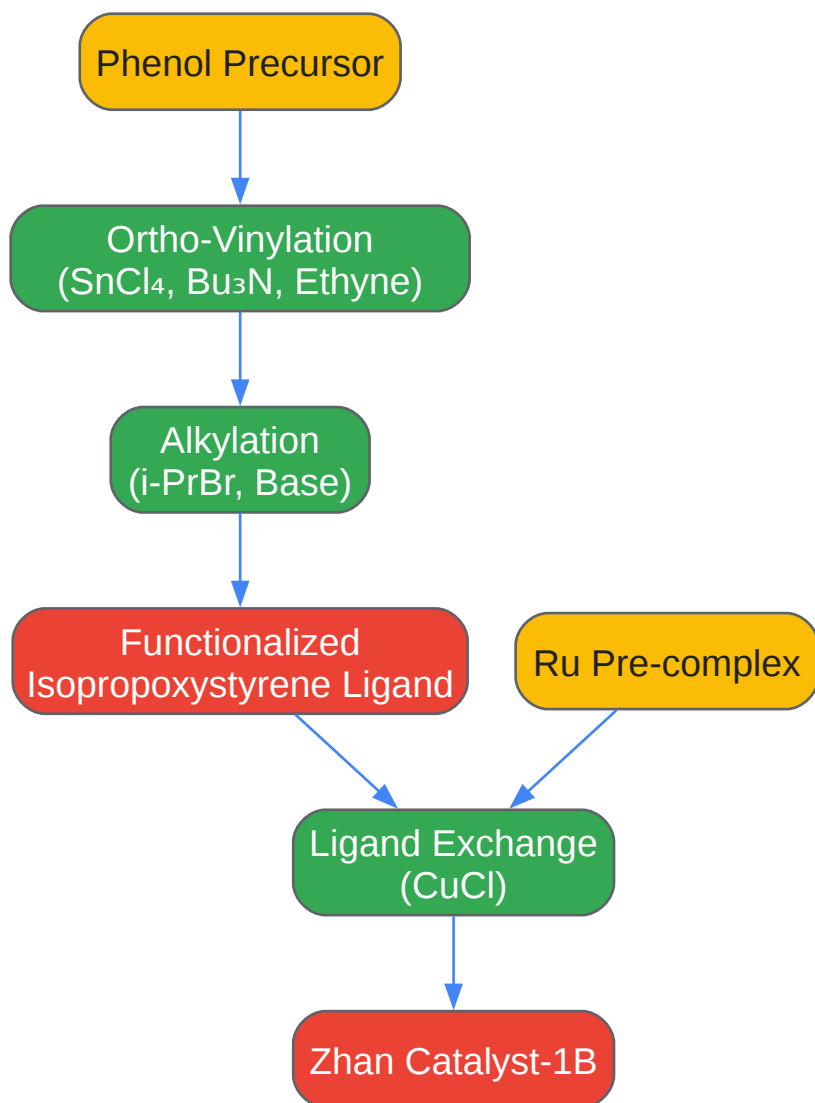 Phenol Precursor
Ortho-Vinylation
(SnCl₄, Bu₃N, Ethyne)
Alkylation
(i-PrBr, Base)
Functionalized
Isopropoxystyrene Ligand
Ru Pre-complex
Ligand Exchange
(CuCl)
Zhan Catalyst-1B